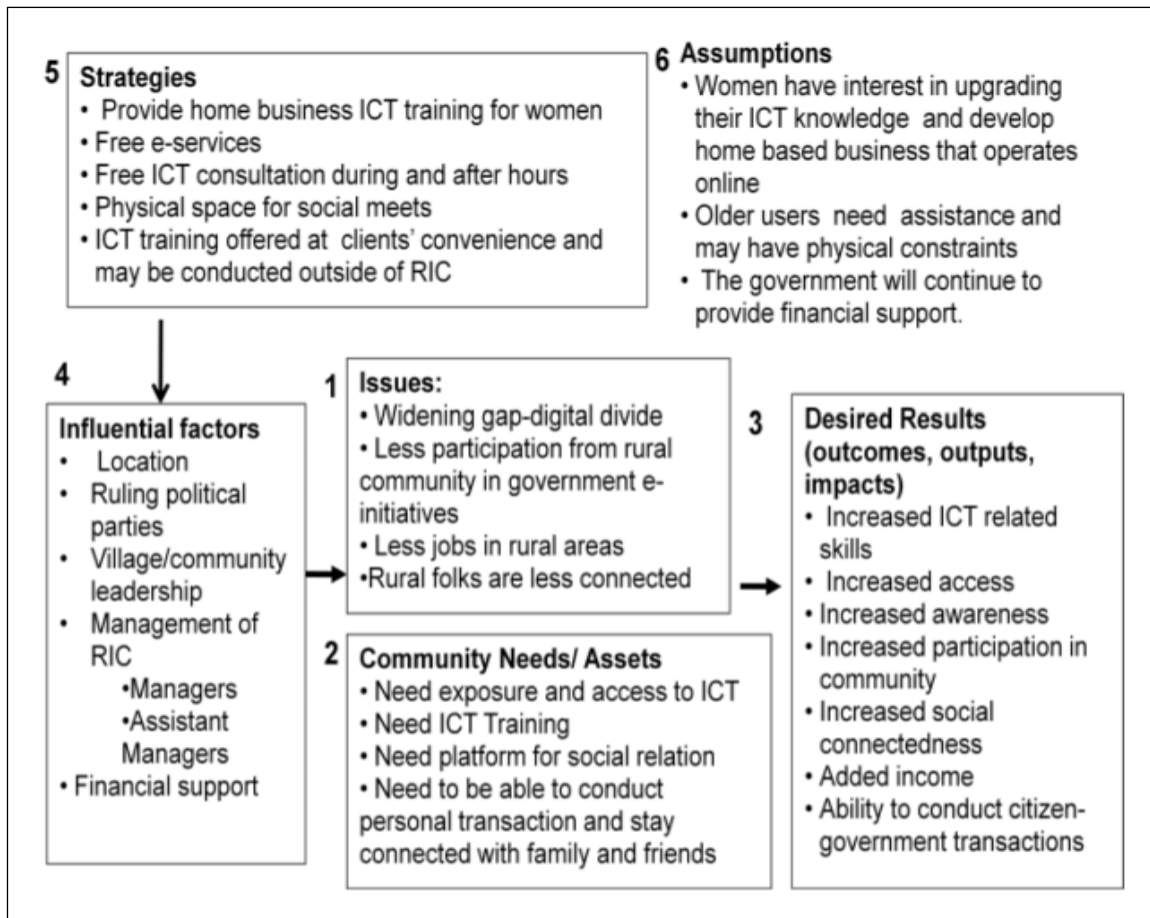 5
Strategies
• Provide home business ICT training for women
• Free e-services
• Free ICT consultation during and after hours
• Physical space for social meets
• ICT training offered at clients’ convenience and
may be conducted outside of RIC
6
Assumptions
• Women have interest in upgrading
their ICT knowledge and develop
home based business that operates
online
• Older users need assistance and
may have physical constraints
• The government will continue to
provide financial support.
4
Influential factors
• Location
• Ruling political
parties
• Village/community
leadership
• Management of
RIC
•Managers
•Assistant
Managers
• Financial support
1
Issues:
• Widening gap-digital divide
• Less participation from rural
community in government e-
initiatives
• Less jobs in rural areas
•Rural folks are less connected
2
Community Needs/ Assets
• Need exposure and access to ICT
• Need ICT Training
• Need platform for social relation
• Need to be able to conduct
personal transaction and stay
connected with family and friends
3
Desired Results
(outcomes, outputs,
impacts)
• Increased ICT related
skills
• Increased access
• Increased awareness
• Increased participation in
community
• Increased social
connectedness
• Added income
• Ability to conduct citizen-
government transactions